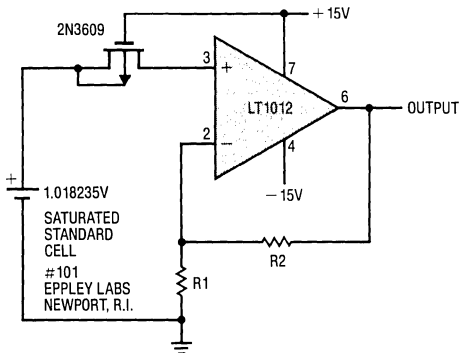 2N3609
+15V
3
+
7
LT1012
6
OUTPUT
2
−
4
−15V
+
1.018235V
SATURATED
STANDARD
CELL
#101
EPPLEY LABS
NEWPORT, R.I.
R2
R1